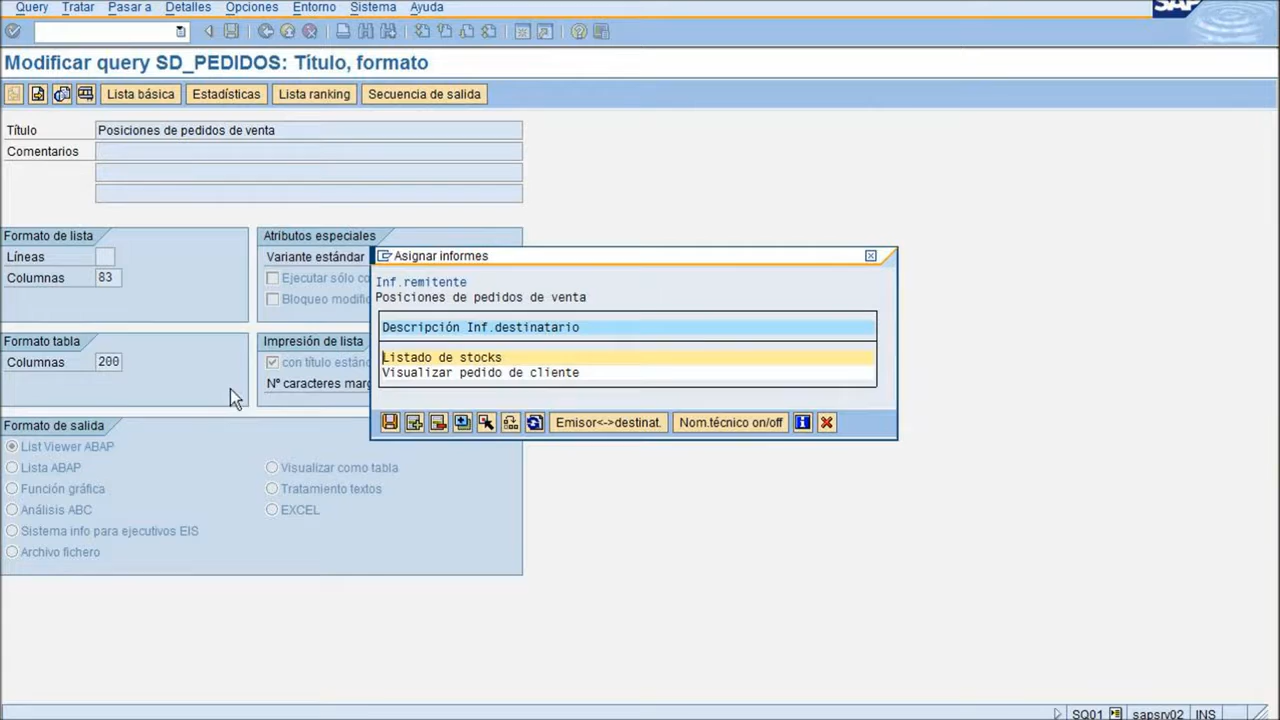 Query Tratar Pasar a Detalles Opciones Entorno Sistema Ayuda
SAP
Modificar query SD_PEDIDOS: Título, formato
Lista básica Estadísticas Lista ranking Secuencia de salida
Título Posiciones de pedidos de venta
Comentarios
Formato de lista
Líneas
Columnas 83
Atributos especiales
Variante estándar
Ejecutar sólo co
Bloqueo modific
Formato tabla
Columnas 200
Impresión de lista
con título estánd
Nº caracteres marg
Asignar informes
Inf.remitente
Posiciones de pedidos de venta
Descripción Inf.destinatario
Listado de stocks
Visualizar pedido de cliente
Emisor<->destinat. Nom.técnico on/off
Formato de salida
List Viewer ABAP
Lista ABAP Visualizar como tabla
Función gráfica Tratamiento textos
Análisis ABC EXCEL
Sistema info para ejecutivos EIS
Archivo fichero
SQ01 sapsrv02 INS